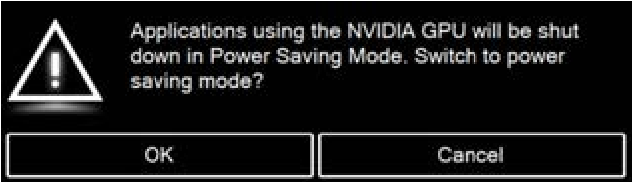 Applications using the NVIDIA GPU will be shut
down in Power Saving Mode. Switch to power
saving mode?
OK
Cancel